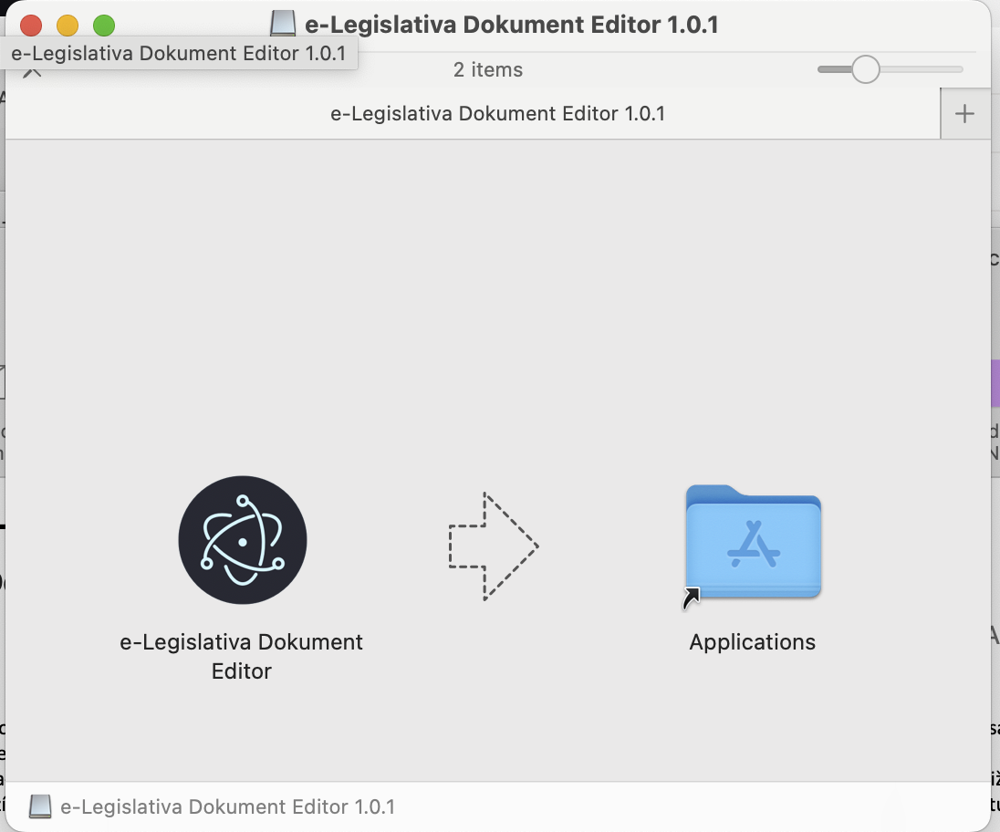 e-Legislativa Dokument Editor 1.0.1
e-Legislativa Dokument Editor 1.0.1
2 items
e-Legislativa Dokument Editor 1.0.1
e-Legislativa Dokument
Editor
Applications
e-Legislativa Dokument Editor 1.0.1